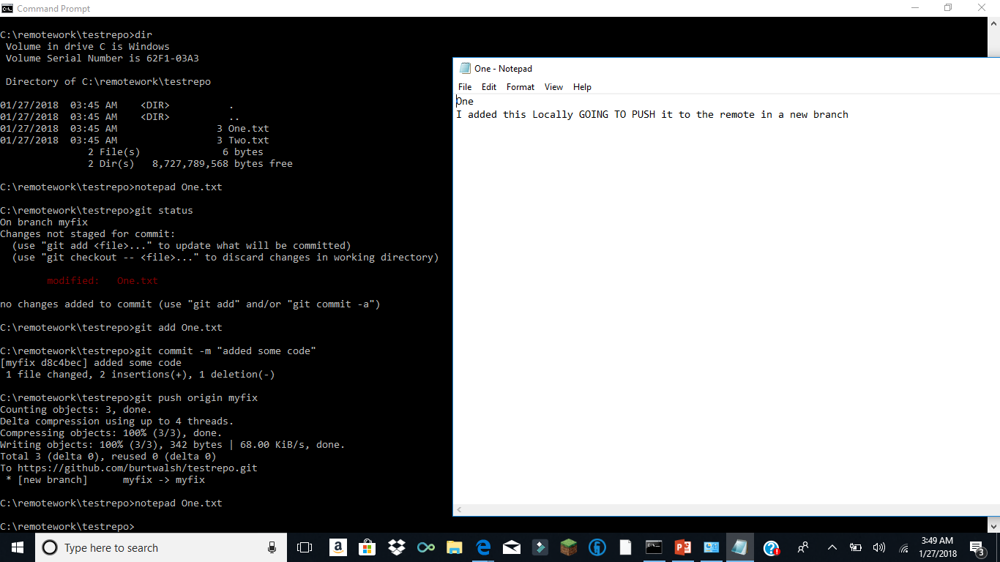 Command Prompt
C:\remotework\testrepo>dir
 Volume in drive C is Windows
 Volume Serial Number is 62F1-03A3
 Directory of C:\remotework\testrepo
01/27/2018  03:45 AM    <DIR>          .
01/27/2018  03:45 AM    <DIR>          ..
01/27/2018  03:45 AM                 3 One.txt
01/27/2018  03:45 AM                 3 Two.txt
               2 File(s)              6 bytes
               2 Dir(s)   8,727,789,568 bytes free
C:\remotework\testrepo>notepad One.txt
C:\remotework\testrepo>git status
On branch myfix
Changes not staged for commit:
  (use "git add <file>..." to update what will be committed)
  (use "git checkout -- <file>..." to discard changes in working directory)
        modified:   One.txt
no changes added to commit (use "git add" and/or "git commit -a")
C:\remotework\testrepo>git add One.txt
C:\remotework\testrepo>git commit -m "added some code"
[myfix d8c4bec] added some code
 1 file changed, 2 insertions(+), 1 deletion(-)
C:\remotework\testrepo>git push origin myfix
Counting objects: 3, done.
Delta compression using up to 4 threads.
Compressing objects: 100% (3/3), done.
Writing objects: 100% (3/3), 342 bytes | 68.00 KiB/s, done.
Total 3 (delta 0), reused 0 (delta 0)
To https://github.com/burtwalsh/testrepo.git
 * [new branch]      myfix -> myfix
C:\remotework\testrepo>notepad One.txt
C:\remotework\testrepo>
One - Notepad
File Edit Format View Help
One
I added this Locally GOING TO PUSH it to the remote in a new branch
Type here to search
3:49 AM
1/27/2018
3